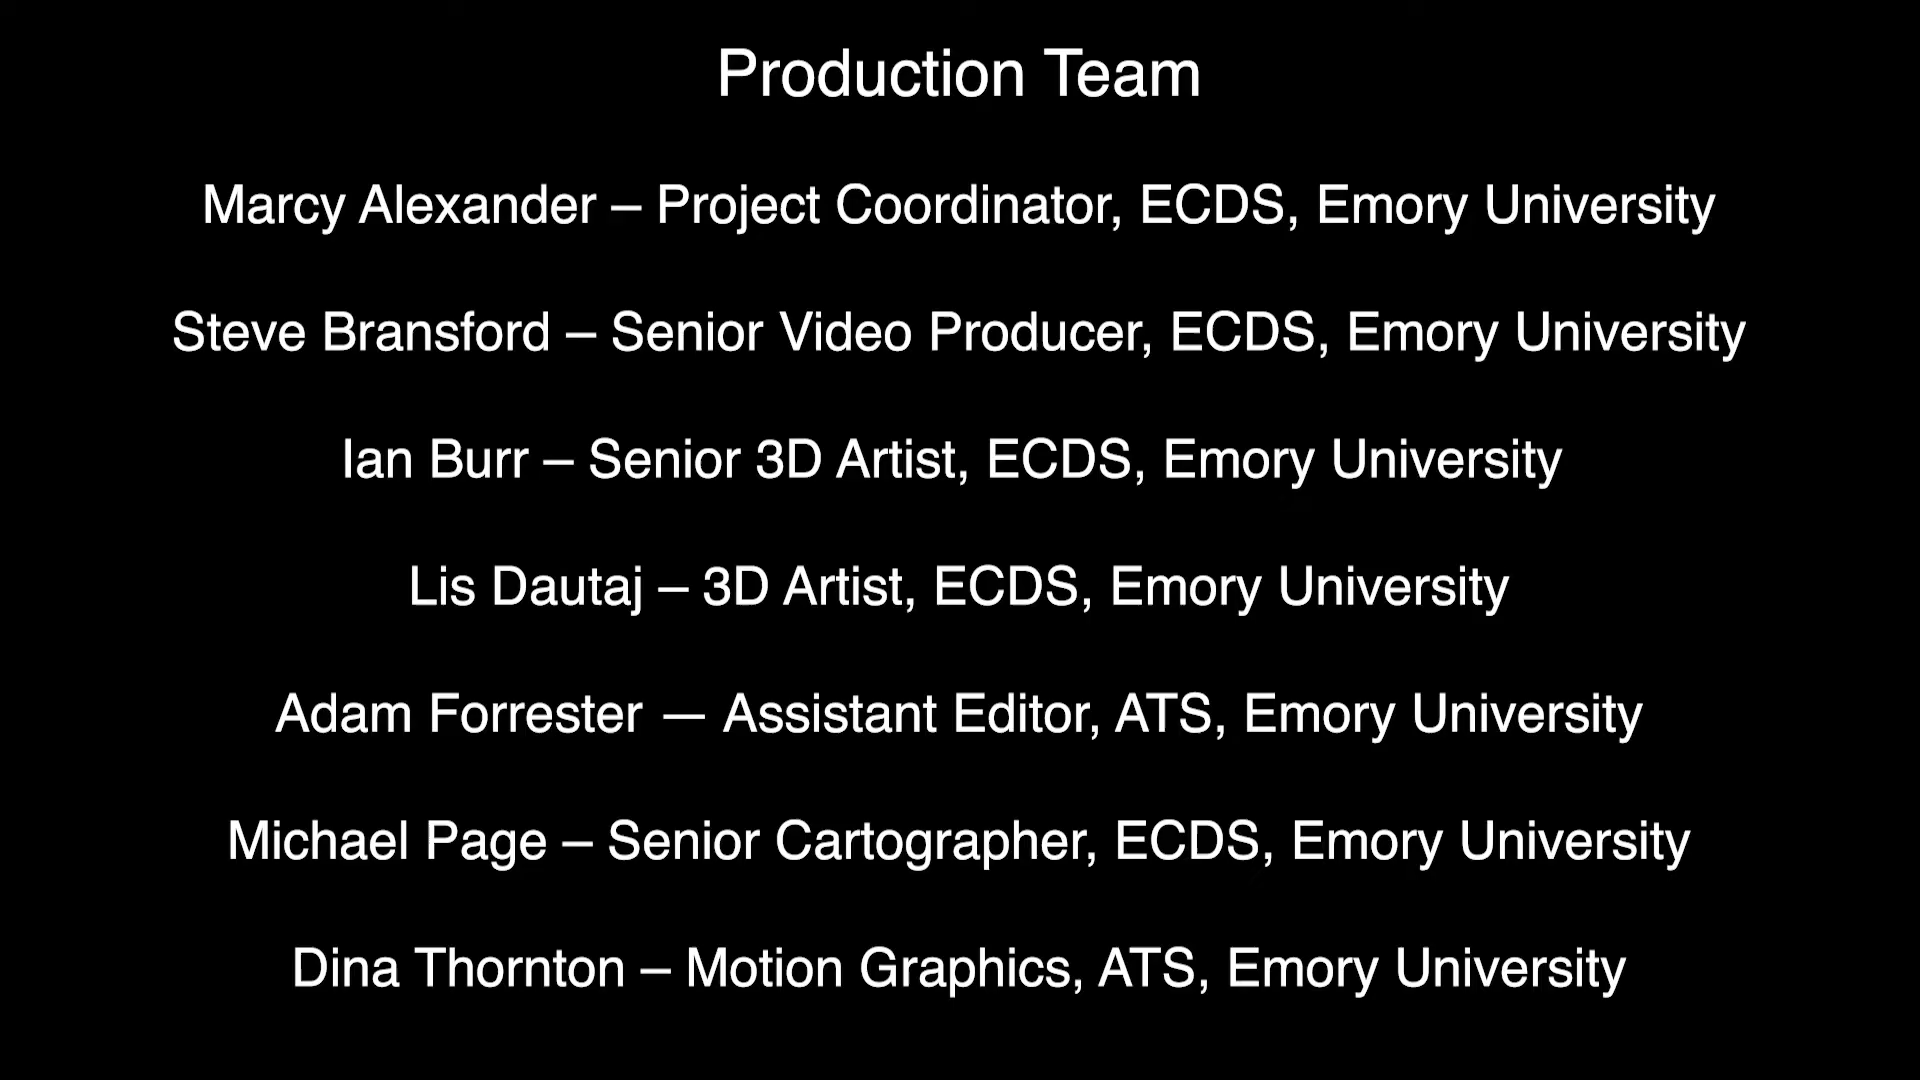 Production Team
Marcy Alexander – Project Coordinator, ECDS, Emory University
Steve Bransford – Senior Video Producer, ECDS, Emory University
Ian Burr – Senior 3D Artist, ECDS, Emory University
Lis Dautaj – 3D Artist, ECDS, Emory University
Adam Forrester — Assistant Editor, ATS, Emory University
Michael Page – Senior Cartographer, ECDS, Emory University
Dina Thornton – Motion Graphics, ATS, Emory University